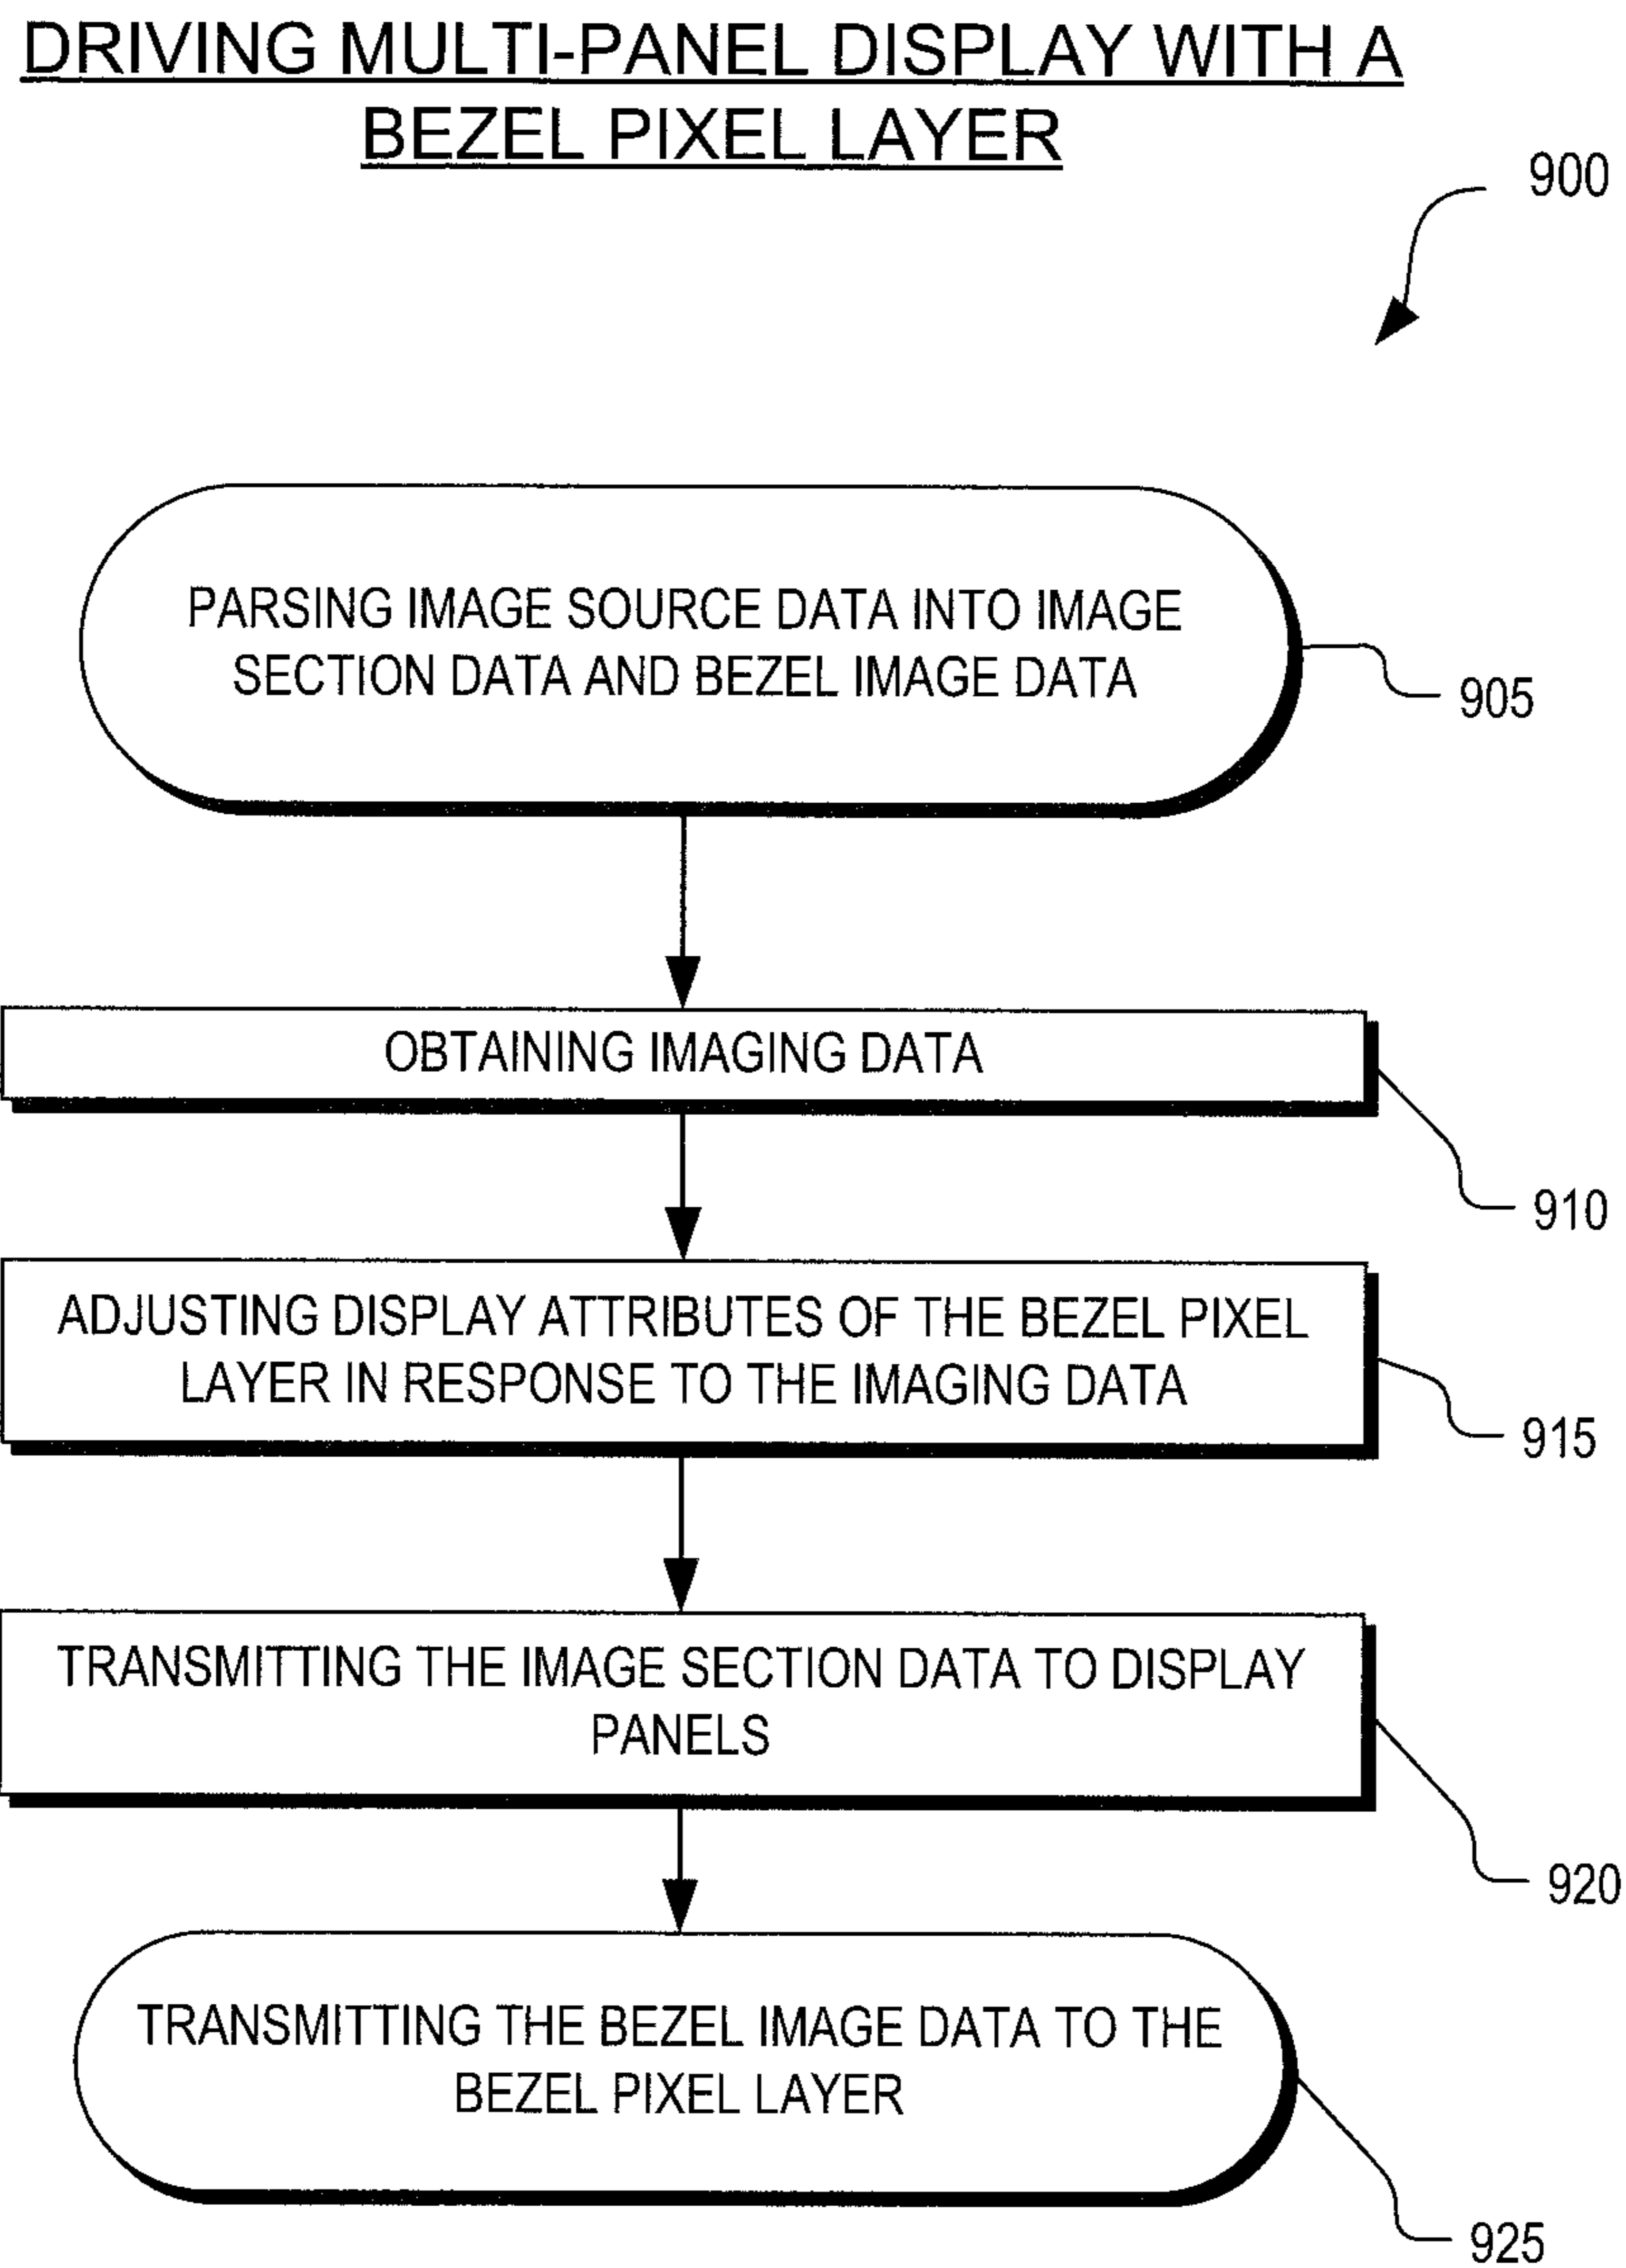 DRIVING MULTI-PANEL DISPLAY WITH A
BEZEL PIXEL LAYER
900
PARSING IMAGE SOURCE DATA INTO IMAGE
SECTION DATA AND BEZEL IMAGE DATA
905
OBTAINING IMAGING DATA
910
ADJUSTING DISPLAY ATTRIBUTES OF THE BEZEL PIXEL
LAYER IN RESPONSE TO THE IMAGING DATA
915
TRANSMITTING THE IMAGE SECTION DATA TO DISPLAY
PANELS
920
TRANSMITTING THE BEZEL IMAGE DATA TO THE
BEZEL PIXEL LAYER
925